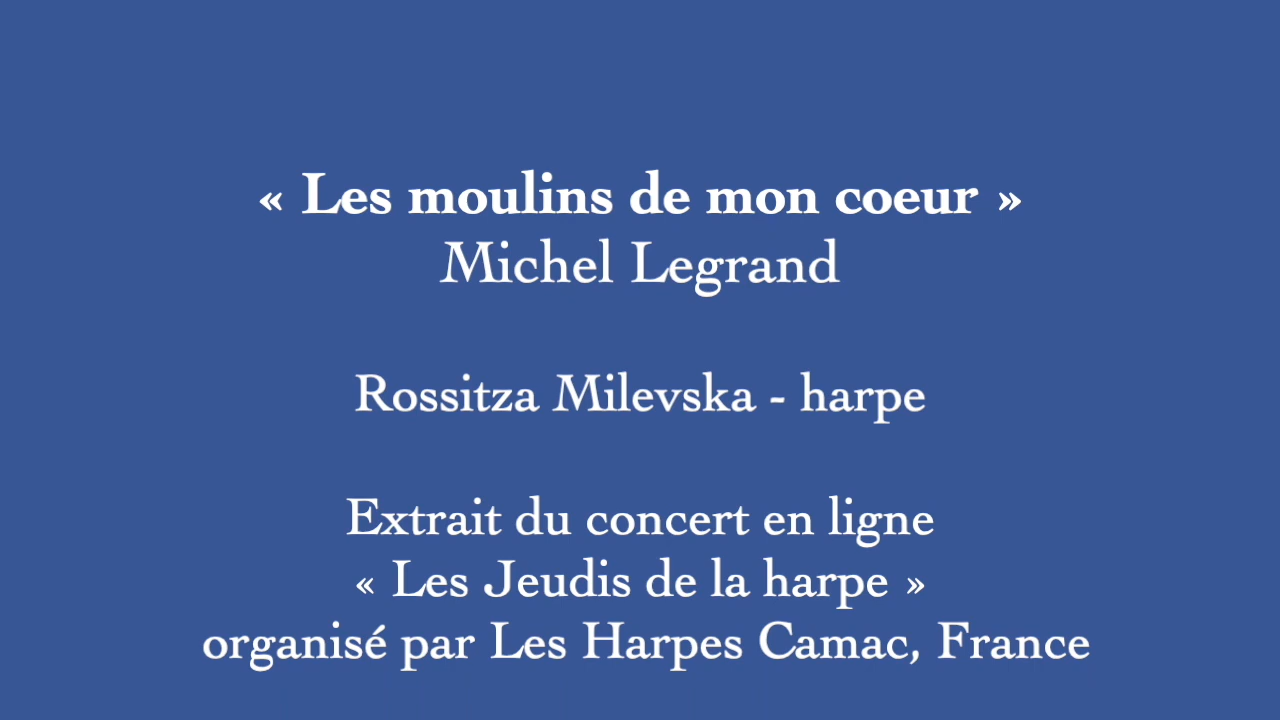 « Les moulins de mon coeur »
Michel Legrand
Rossitza Milevska - harpe
Extrait du concert en ligne
« Les Jeudis de la harpe »
organisé par Les Harpes Camac, France